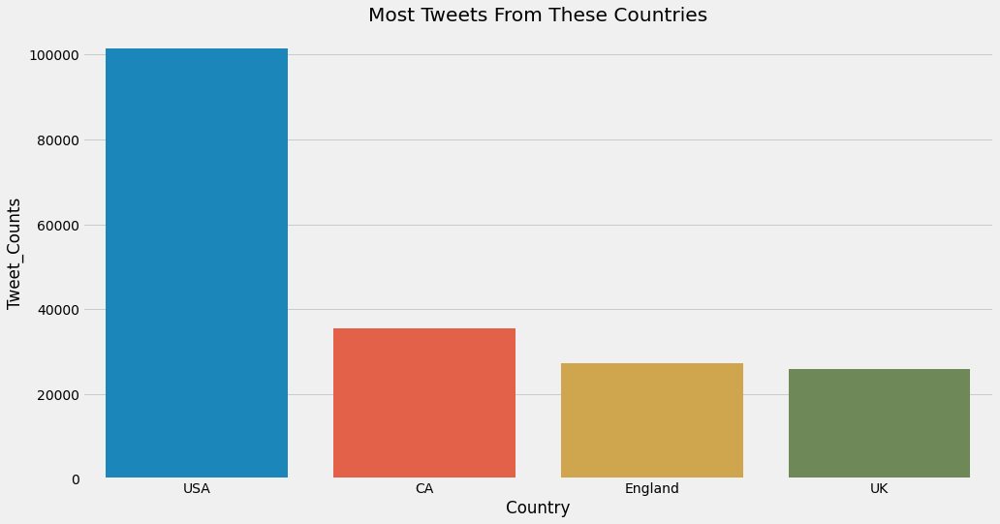 Most Tweets From These Countries
Tweet_Counts
100000
80000
60000
40000
20000
0
USA CA England UK
Country